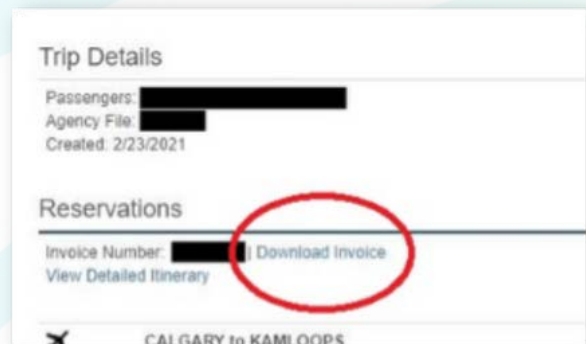 Trip Details
Passengers:
Agency File:
Created: 2/23/2021
Reservations
Invoice Number: | Download Invoice
View Detailed Itinerary
CALGARY to KAMLOOPS